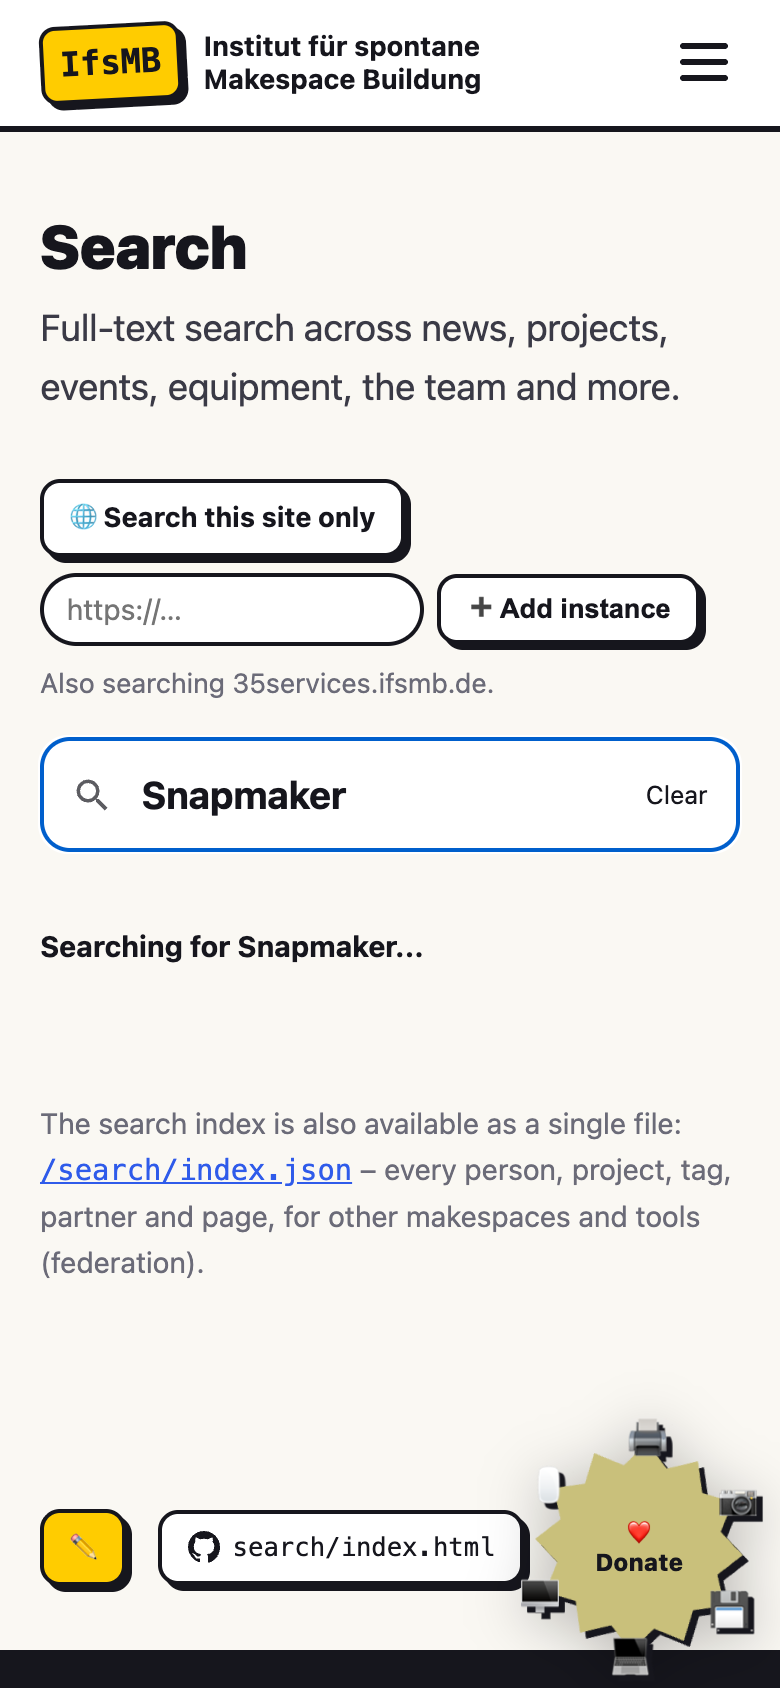 IfsMB
Institut für spontane
Makespace Buildung
Search
Full-text search across news, projects,
events, equipment, the team and more.
🌐 Search this site only
https://...
+ Add instance
Also searching 35services.ifsmb.de.
Snapmaker
Clear
Searching for Snapmaker...
The search index is also available as a single file:
/search/index.json – every person, project, tag,
partner and page, for other makespaces and tools
(federation).
search/index.html
Donate